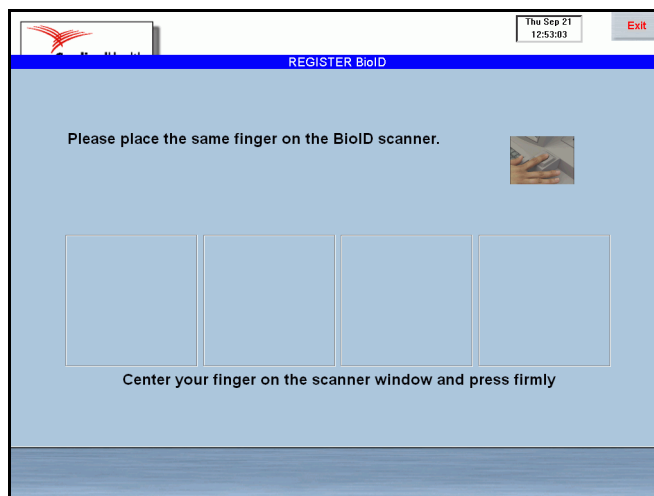 Thu Sep 21
12:53:03
Exit
REGISTER BioID
Please place the same finger on the BioID scanner.
Center your finger on the scanner window and press firmly